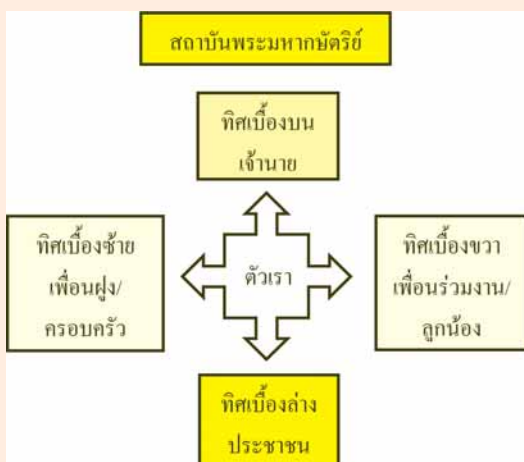 สถาบันพระมหากษัตริย์
ทิศเบื้องบน
เจ้านาย
ทิศเบื้องซ้าย
เพื่อนฝูง/
ครอบครัว
ตัวเรา
ทิศเบื้องขวา
เพื่อนร่วมงาน/
ลูกน้อง
ทิศเบื้องล่าง
ประชาชน